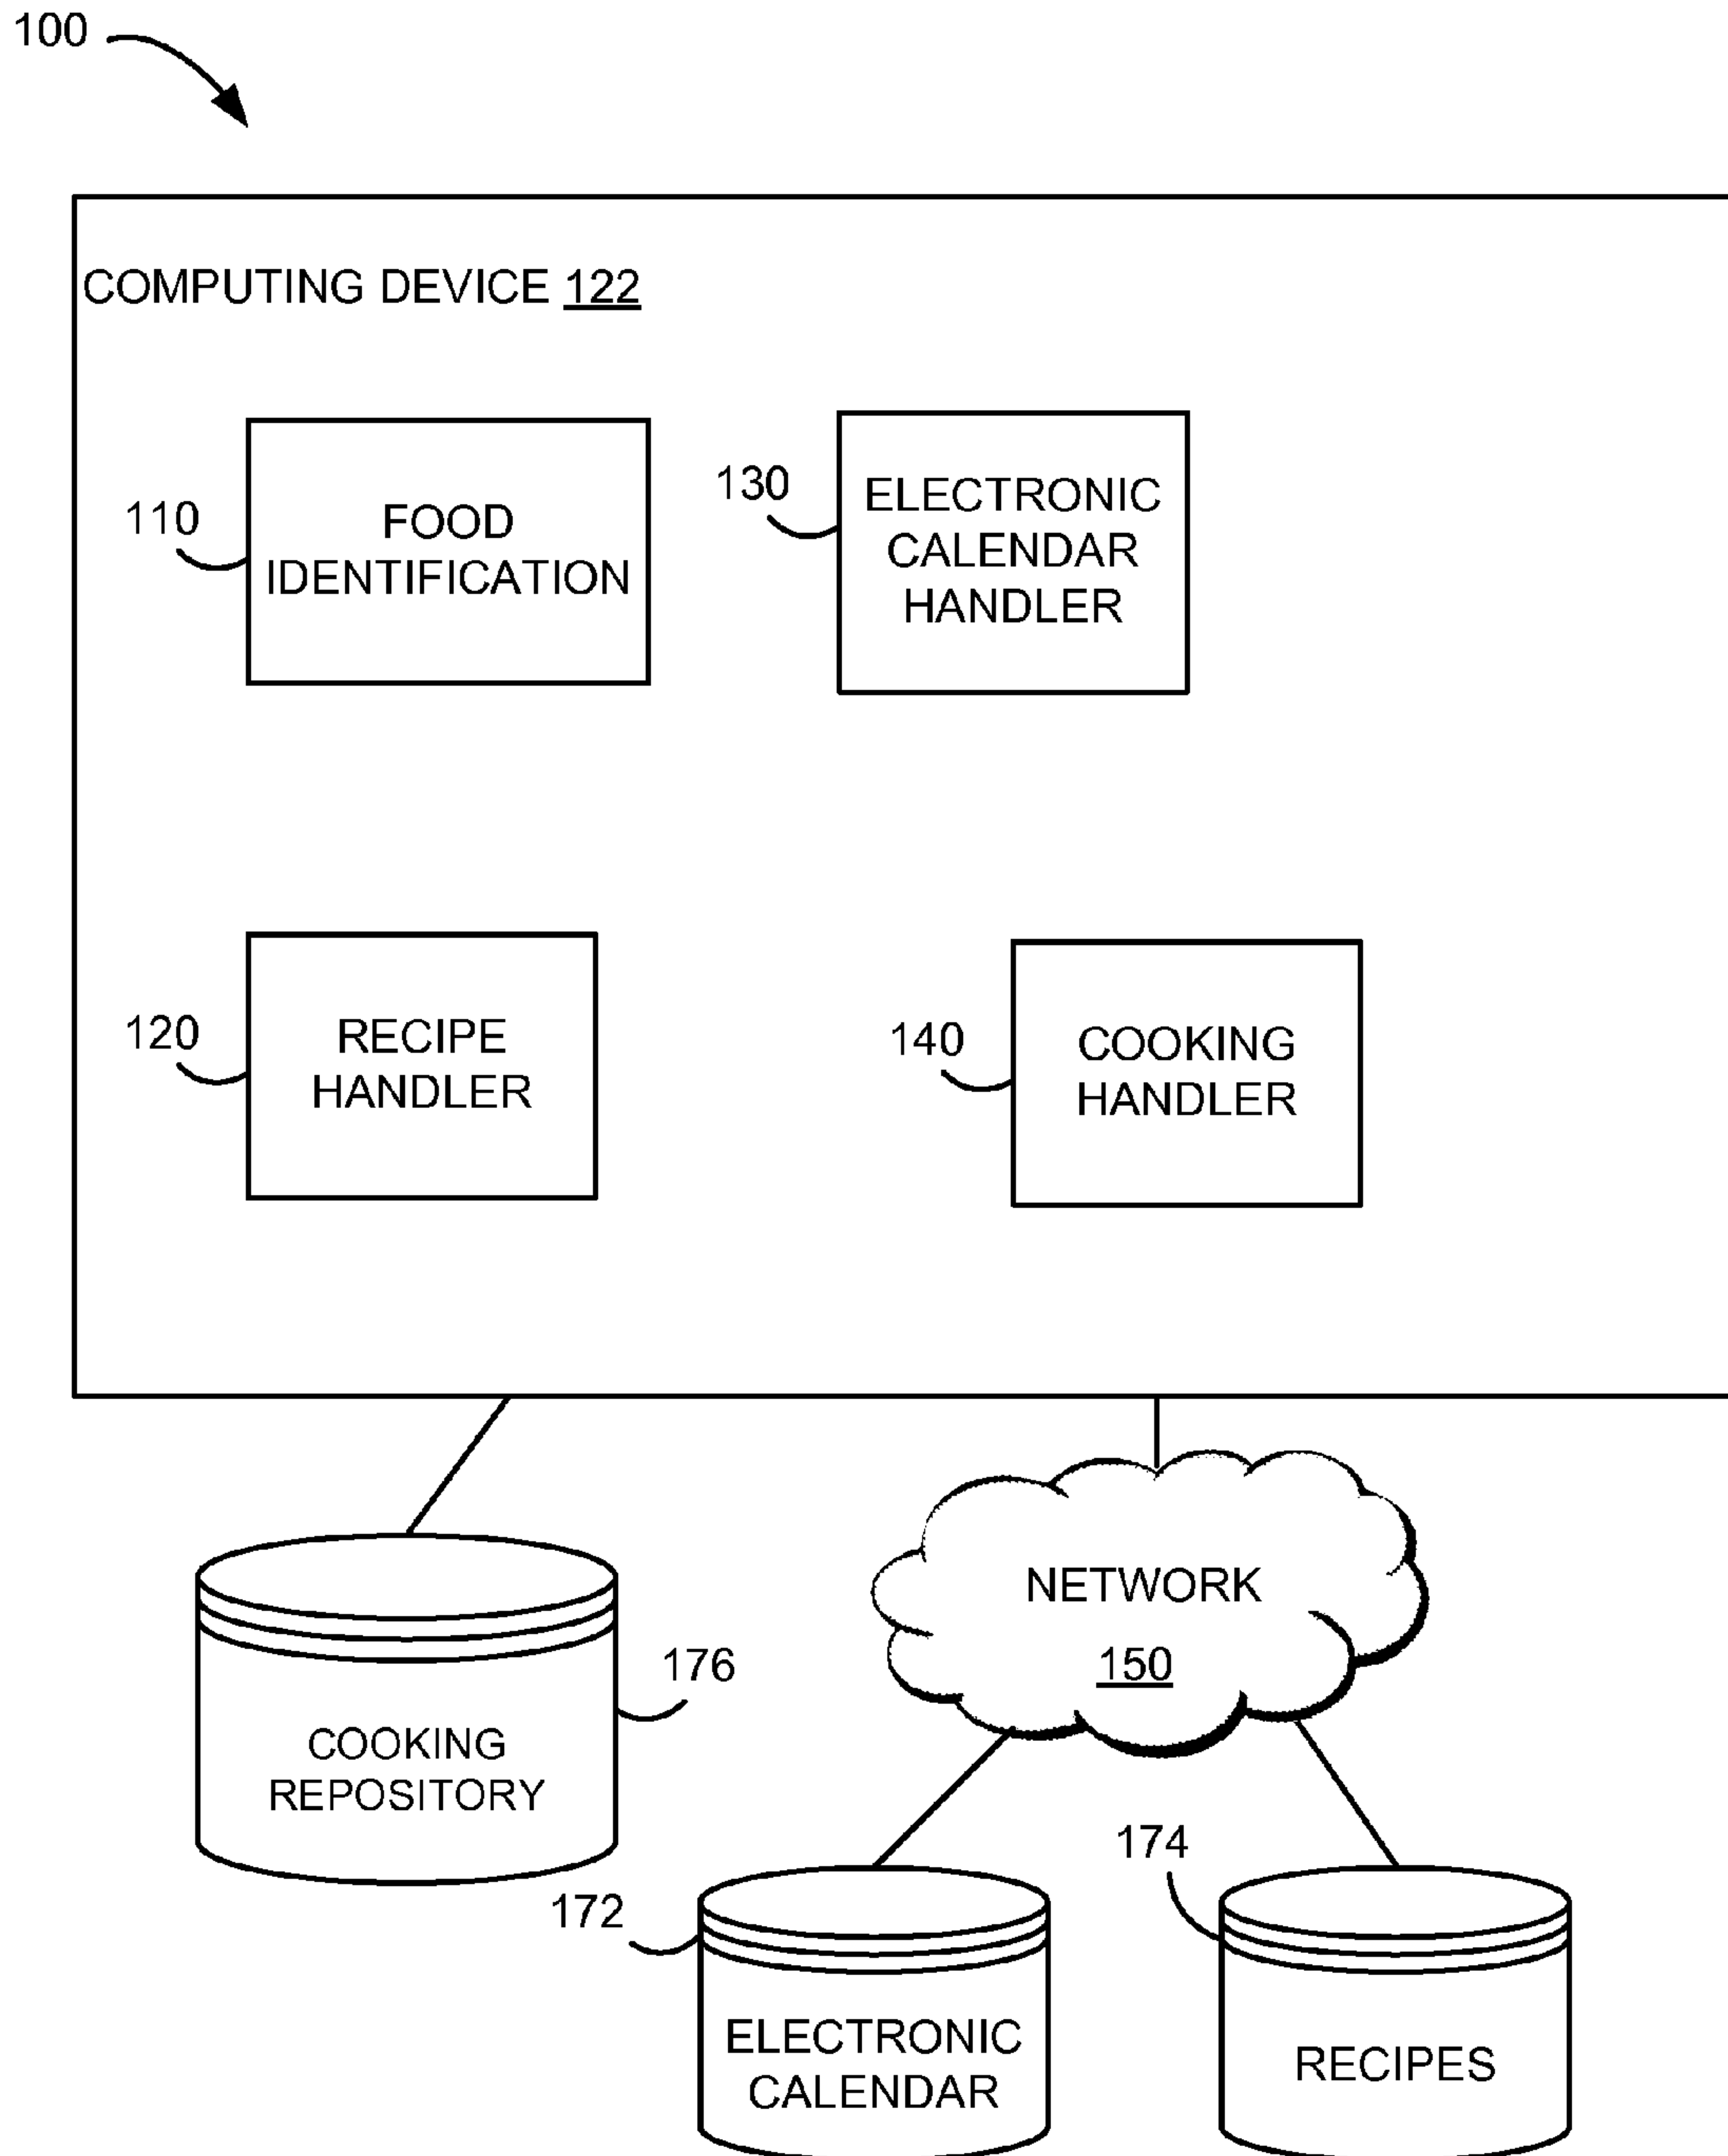 100
COMPUTING DEVICE 122
110
FOOD
IDENTIFICATION
130
ELECTRONIC
CALENDAR
HANDLER
120
RECIPE
HANDLER
140
COOKING
HANDLER
NETWORK
150
176
COOKING
REPOSITORY
172
ELECTRONIC
CALENDAR
174
RECIPES